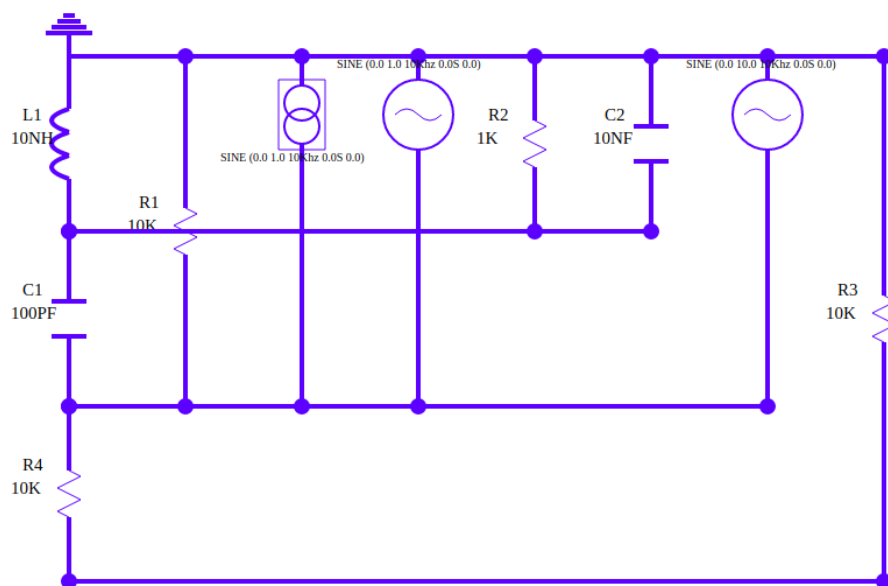 SINE (0.0 1.0 10Khz 0.0S 0.0)
SINE (0.0 10.0 10Khz 0.0S 0.0)
L1
10NH
R2
1K
C2
10NF
SINE (0.0 1.0 10Khz 0.0S 0.0)
R1
10K
C1
100PF
R3
10K
R4
10K